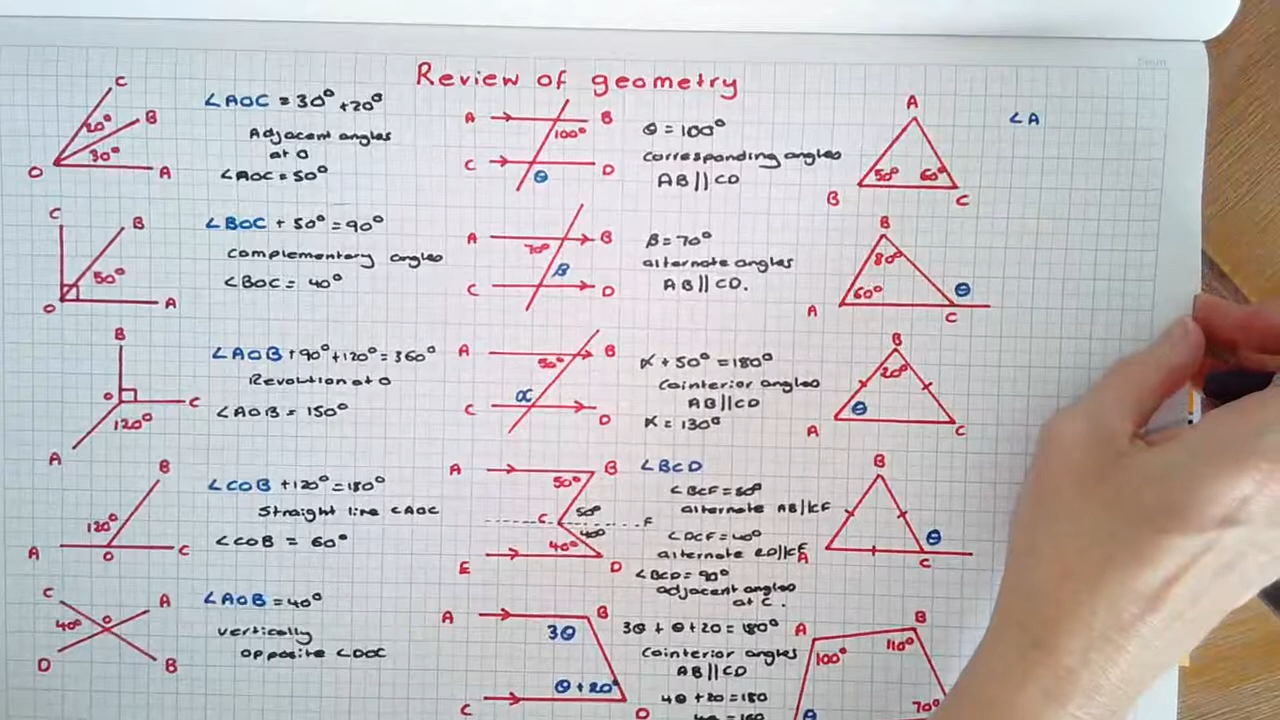 5mm
Review of geometry
C
20°
B
30°
O
A
∠AOC = 30° + 20°
Adjacent angles
at O
∠AOC = 50°
C
B
50°
O
A
∠BOC + 50° = 90°
complementary angles
∠BOC = 40°
B
O
C
120°
A
∠AOB + 90° + 120° = 360°
Revolution at O
∠AOB = 150°
B
120°
A
O
C
∠COB + 120° = 180°
Straight line ∠AOC
∠COB = 60°
C
A
40°
O
D
B
∠AOB = 40°
vertically
opposite ∠DOC
A
B
100°
C
D
θ
θ = 100°
corresponding angles
AB||CD
A
B
70°
β
C
D
β = 70°
alternate angles
AB||CD.
A
B
50°
α
C
D
α + 50° = 180°
Cointerior angles
AB||CD
α = 130°
A
B
50°
50°
C
F
40°
40°
E
D
∠BCD
∠BCF = 50°
alternate AB||CF
∠DCF = 40°
alternate ED||CF
∠BCD = 90°
adjacent angles
at C.
A
B
3θ
θ + 20°
C
D
3θ + θ + 20 = 180°
Cointerior angles
AB||CD
4θ + 20 = 180
4θ = 160
A
50°
60°
B
C
∠A
B
80°
60°
θ
A
C
B
20°
θ
A
C
B
θ
A
C
A
B
100°
110°
70°
θ